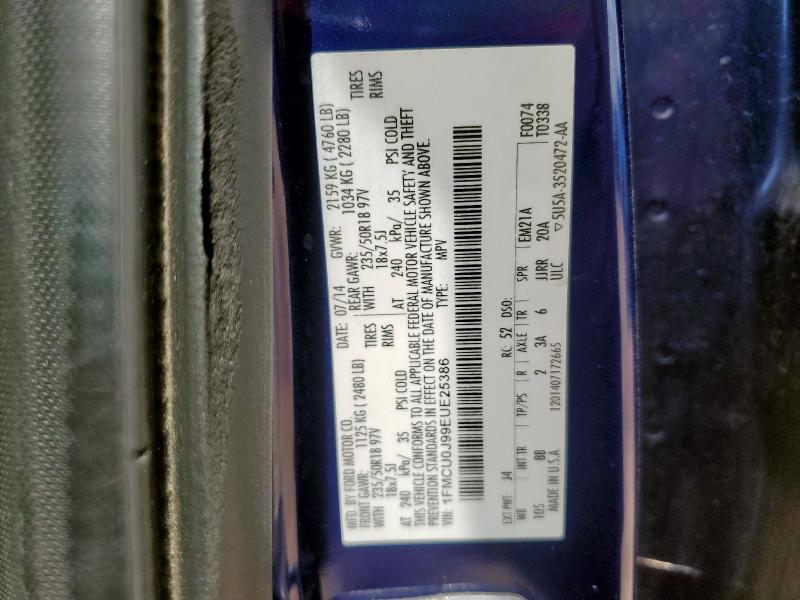 MFD. BY FORD MOTOR CO. DATE: 07/14 GVWR: 2159 KG ( 4760 LB)
FRONT GAWR: 1125 KG ( 2480 LB) REAR GAWR: 1034 KG ( 2280 LB)
WITH 235/50R18 97V TIRES WITH 235/50R18 97V TIRES
18x7.5J RIMS 18x7.5J RIMS
AT 240 kPa/ 35 PSI COLD AT 240 kPa/ 35 PSI COLD
THIS VEHICLE CONFORMS TO ALL APPLICABLE FEDERAL MOTOR VEHICLE SAFETY AND THEFT
PREVENTION STANDARDS IN EFFECT ON THE DATE OF MANUFACTURE SHOWN ABOVE.
VIN: 1FMCU0J99EUE25386 TYPE: MPV
EXT PNT: J4 RC: 52 DSO: F0074
WB INT TR TP/PS R AXLE TR SPR EM21A T0338
105 8B 2 3A 6 JJRR 20A
MADE IN U.S.A. 1201407172665 ULC ▽ 5U5A-3520472-AA